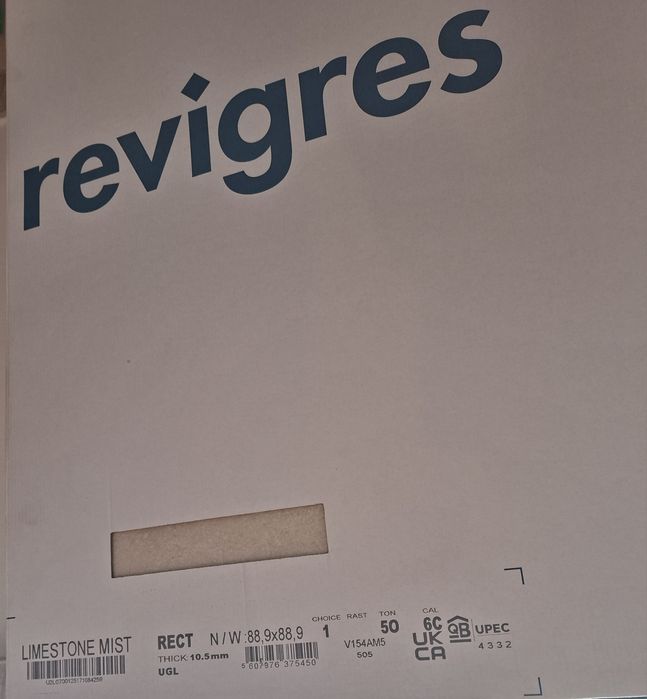 revigres
LIMESTONE MIST
RECT N/W:88,9x88,9
THICK:10.5mm
UGL
5 607976 375450
CHOICE RAST TON CAL
1 50 6C
V154AM5
505
UK
CA
QB UPEC
4332